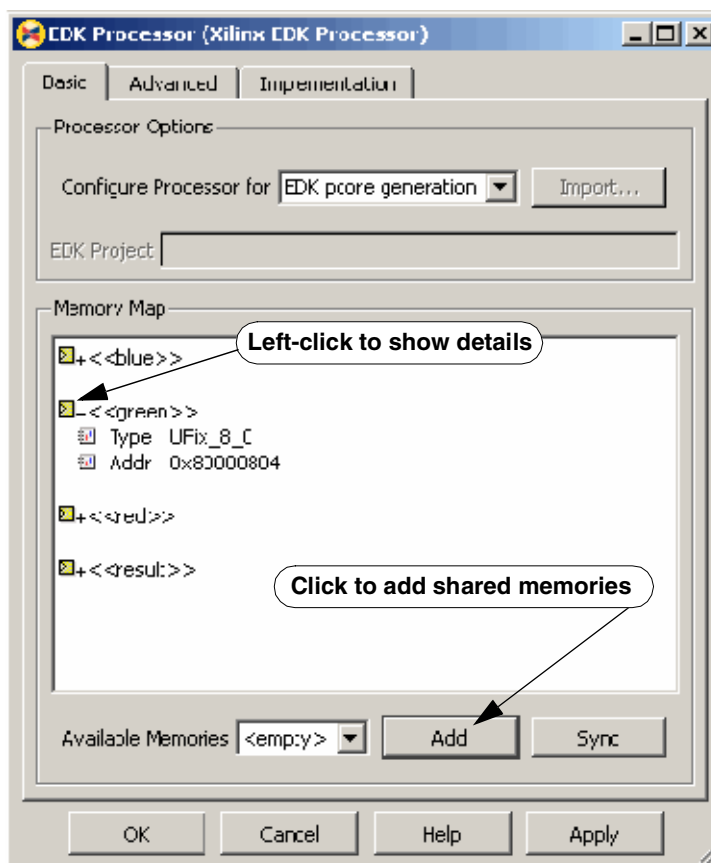 EDK Processor (Xilinx EDK Processor)
Basic Advanced Impementation
Processor Options
Configure Processor for EDK pcore generation Import...
EDK Project
Memory Map
Left-click to show details
+<<blue>>
-<<green>>
Type UFix_8_0
Addr 0x80000804
+<<red>>
+<<result>>
Click to add shared memories
Available Memories <empty> Add Sync
OK Cancel Help Apply